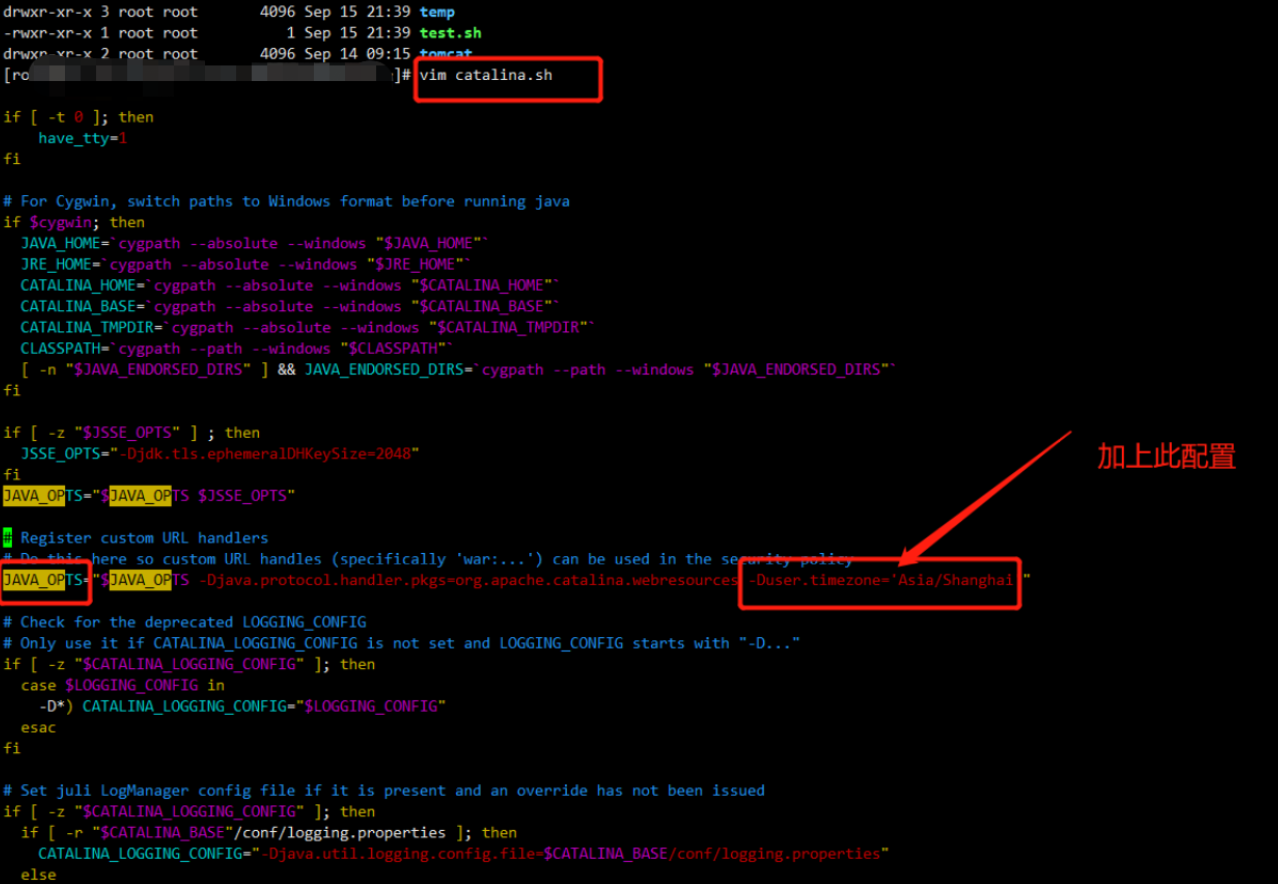 drwxr-xr-x 3 root root 4096 Sep 15 21:39 temp
-rwxr-xr-x 1 root root 1 Sep 15 21:39 test.sh
drwxr-xr-x 2 root root 4096 Sep 14 09:15 tomcat
[ro ]# vim catalina.sh
if [ -t 0 ]; then
have_tty=1
fi
# For Cygwin, switch paths to Windows format before running java
if $cygwin; then
JAVA_HOME=`cygpath --absolute --windows "$JAVA_HOME"`
JRE_HOME=`cygpath --absolute --windows "$JRE_HOME"`
CATALINA_HOME=`cygpath --absolute --windows "$CATALINA_HOME"`
CATALINA_BASE=`cygpath --absolute --windows "$CATALINA_BASE"`
CATALINA_TMPDIR=`cygpath --absolute --windows "$CATALINA_TMPDIR"`
CLASSPATH=`cygpath --path --windows "$CLASSPATH"`
[ -n "$JAVA_ENDORSED_DIRS" ] && JAVA_ENDORSED_DIRS=`cygpath --path --windows "$JAVA_ENDORSED_DIRS"`
fi
if [ -z "$JSSE_OPTS" ] ; then
JSSE_OPTS="-Djdk.tls.ephemeralDHKeySize=2048"
fi
加上此配置
JAVA_OPTS="$JAVA_OPTS $JSSE_OPTS"
# Register custom URL handlers
# Do this here so custom URL handles (specifically 'war:...') can be used in the security policy
JAVA_OPTS="$JAVA_OPTS -Djava.protocol.handler.pkgs=org.apache.catalina.webresources -Duser.timezone='Asia/Shanghai'"
# Check for the deprecated LOGGING_CONFIG
# Only use it if CATALINA_LOGGING_CONFIG is not set and LOGGING_CONFIG starts with "-D..."
if [ -z "$CATALINA_LOGGING_CONFIG" ]; then
case $LOGGING_CONFIG in
-D*) CATALINA_LOGGING_CONFIG="$LOGGING_CONFIG"
esac
fi
# Set juli LogManager config file if it is present and an override has not been issued
if [ -z "$CATALINA_LOGGING_CONFIG" ]; then
if [ -r "$CATALINA_BASE"/conf/logging.properties ]; then
CATALINA_LOGGING_CONFIG="-Djava.util.logging.config.file=$CATALINA_BASE/conf/logging.properties"
else